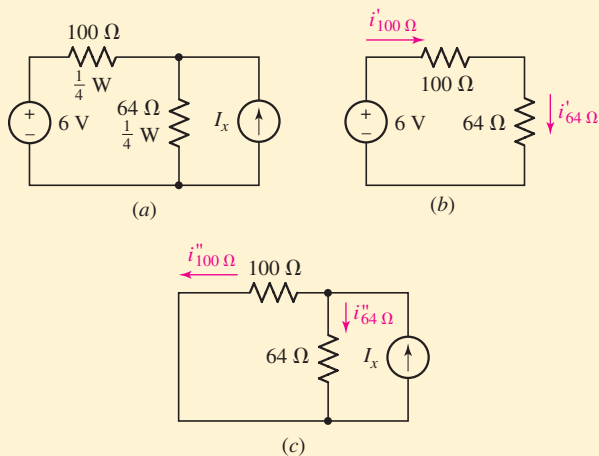 100 Ω
1/4 W
6 V
+
−
64 Ω
1/4 W
I_x
(a)
i'_100 Ω
100 Ω
6 V
+
−
64 Ω
i'_64 Ω
(b)
i''_100 Ω
100 Ω
i''_64 Ω
64 Ω
I_x
(c)